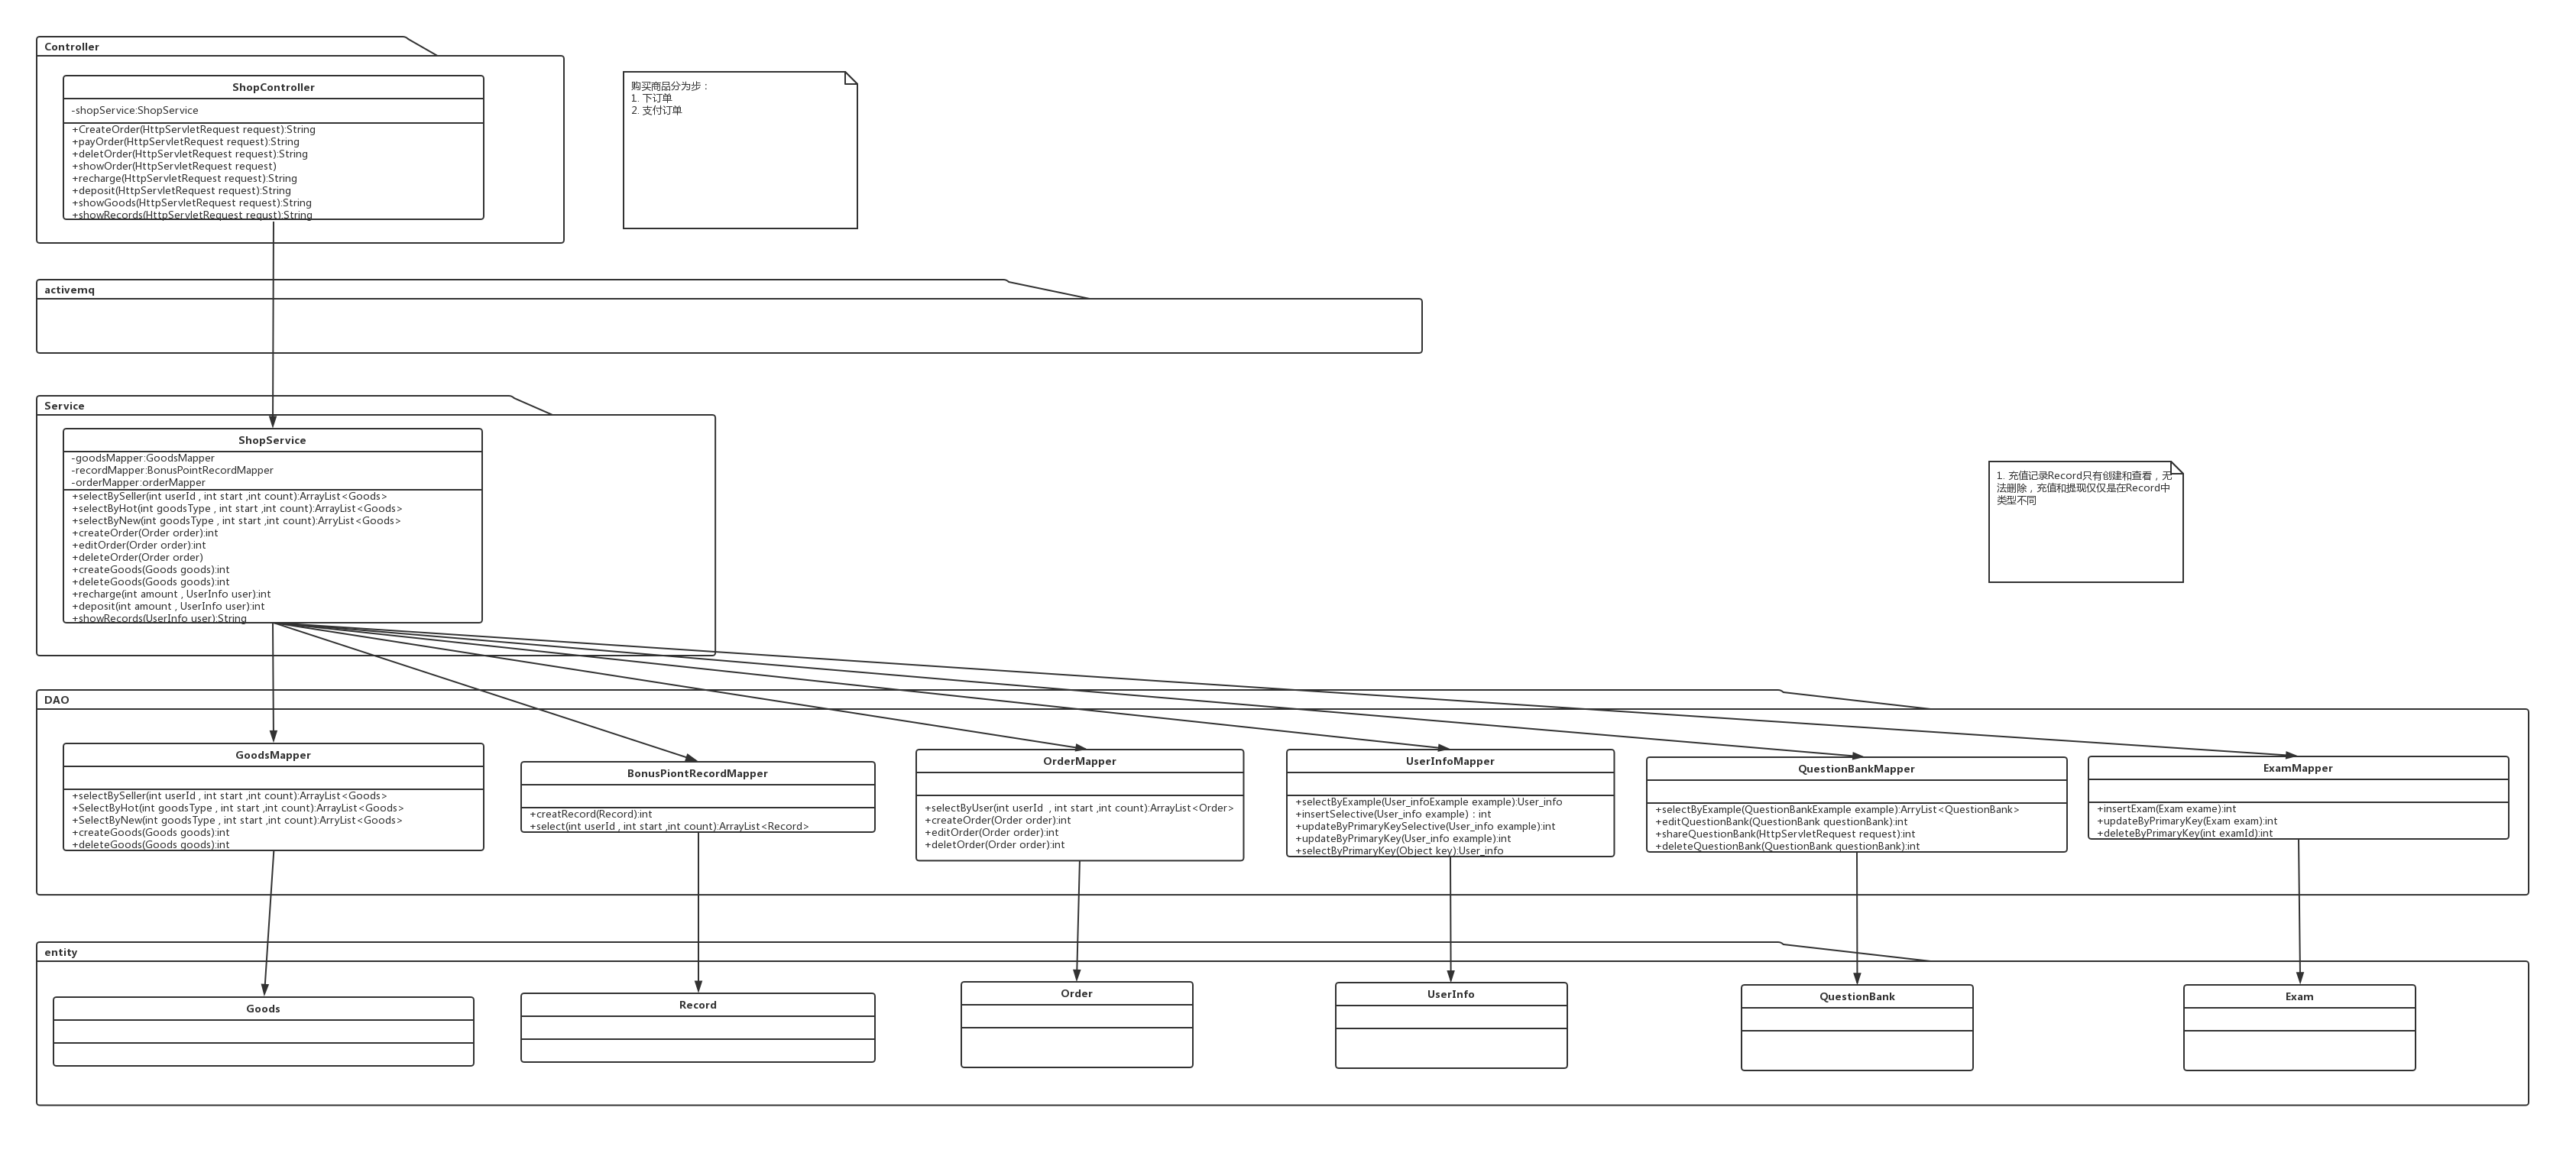 Controller
ShopController
-shopService:ShopService
+CreateOrder(HttpServletRequest request):String
+payOrder(HttpServletRequest request):String
+deletOrder(HttpServletRequest request):String
+showOrder(HttpServletRequest request)
+recharge(HttpServletRequest request):String
+deposit(HttpServletRequest request):String
+showGoods(HttpServletRequest request):String
+showRecords(HttpServletRequest requst):String
购买商品分为步：
1. 下订单
2. 支付订单
activemq
Service
ShopService
-goodsMapper:GoodsMapper
-recordMapper:BonusPointRecordMapper
-orderMapper:orderMapper
+selectBySeller(int userId , int start ,int count):ArrayList<Goods>
+selectByHot(int goodsType , int start ,int count):ArrayList<Goods>
+selectByNew(int goodsType , int start ,int count):ArryList<Goods>
+createOrder(Order order):int
+editOrder(Order order):int
+deleteOrder(Order order)
+createGoods(Goods goods):int
+deleteGoods(Goods goods):int
+recharge(int amount , UserInfo user):int
+deposit(int amount , UserInfo user):int
+showRecords(UserInfo user):String
1. 充值记录Record只有创建和查看，无
法删除，充值和提现仅仅是在Record中
类型不同
DAO
GoodsMapper
+selectBySeller(int userId , int start ,int count):ArrayList<Goods>
+SelectByHot(int goodsType , int start ,int count):ArrayList<Goods>
+SelectByNew(int goodsType , int start ,int count):ArryList<Goods>
+createGoods(Goods goods):int
+deleteGoods(Goods goods):int
BonusPiontRecordMapper
+creatRecord(Record):int
+select(int userId , int start ,int count):ArrayList<Record>
OrderMapper
+selectByUser(int userId  , int start ,int count):ArrayList<Order>
+createOrder(Order order):int
+editOrder(Order order):int
+deletOrder(Order order):int
UserInfoMapper
+selectByExample(User_infoExample example):User_info
+insertSelective(User_info example)：int
+updateByPrimaryKeySelective(User_info example):int
+updateByPrimaryKey(User_info example):int
+selectByPrimaryKey(Object key):User_info
QuestionBankMapper
+selectByExample(QuestionBankExample example):ArryList<QuestionBank>
+editQuestionBank(QuestionBank questionBank):int
+shareQuestionBank(HttpServletRequest request):int
+deleteQuestionBank(QuestionBank questionBank):int
ExamMapper
+insertExam(Exam exame):int
+updateByPrimaryKey(Exam exam):int
+deleteByPrimaryKey(int examId):int
entity
Goods
Record
Order
UserInfo
QuestionBank
Exam